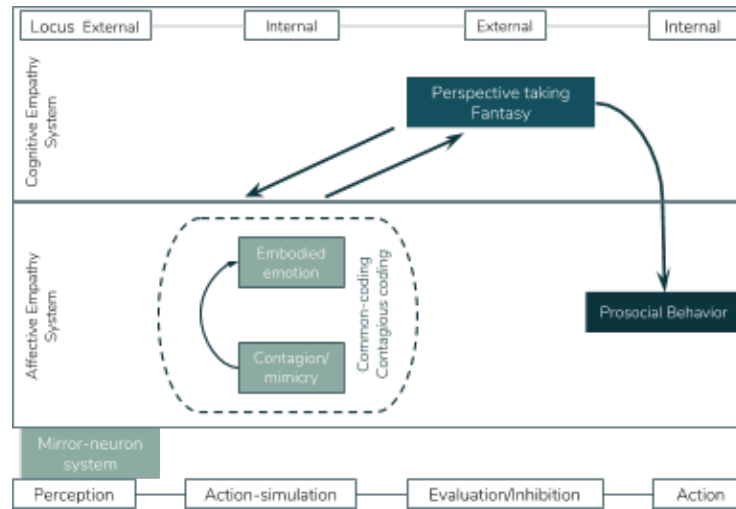 Locus External
Internal
External
Internal
Cognitive Empathy
System
Perspective taking
Fantasy
Affective Empathy
System
Embodied
emotion
Contagion/
mimicry
Common-coding
Contagious coding
Prosocial Behavior
Mirror-neuron
system
Perception
Action-simulation
Evaluation/Inhibition
Action